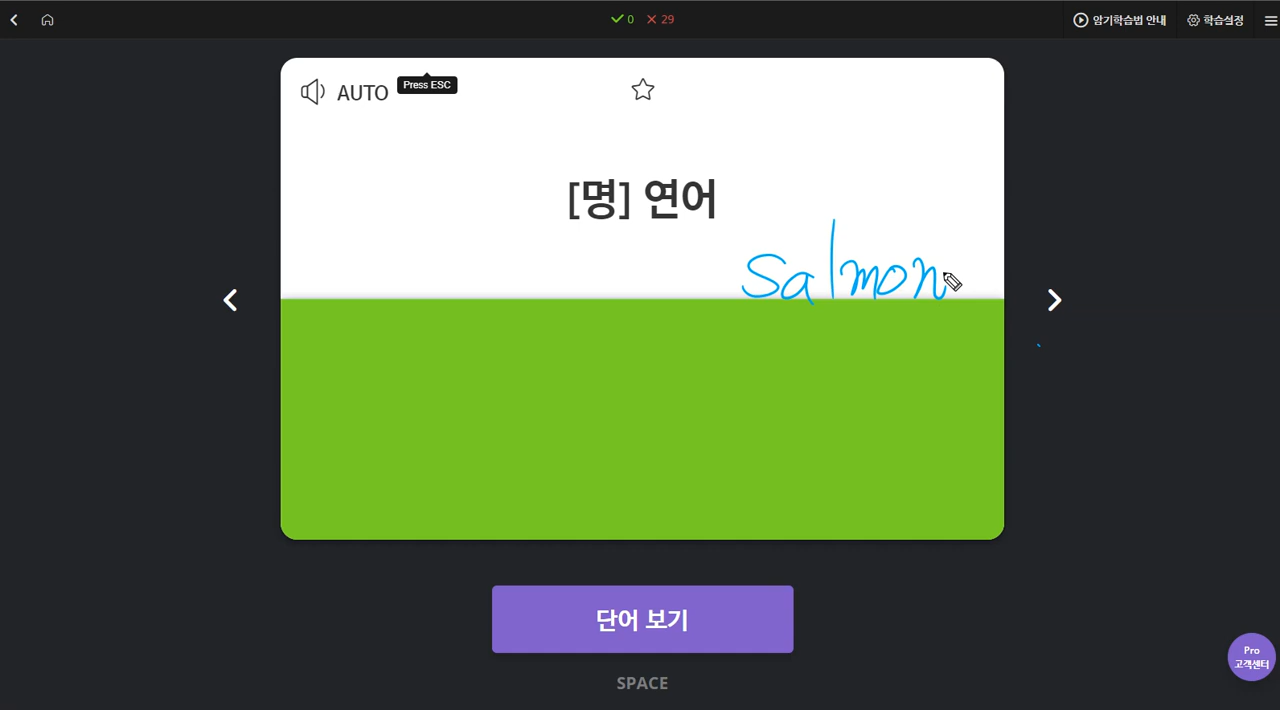 0 29 암기학습법 안내 학습설정
AUTO Press ESC
[명] 연어
salmon
단어 보기
SPACE
Pro
고객센터